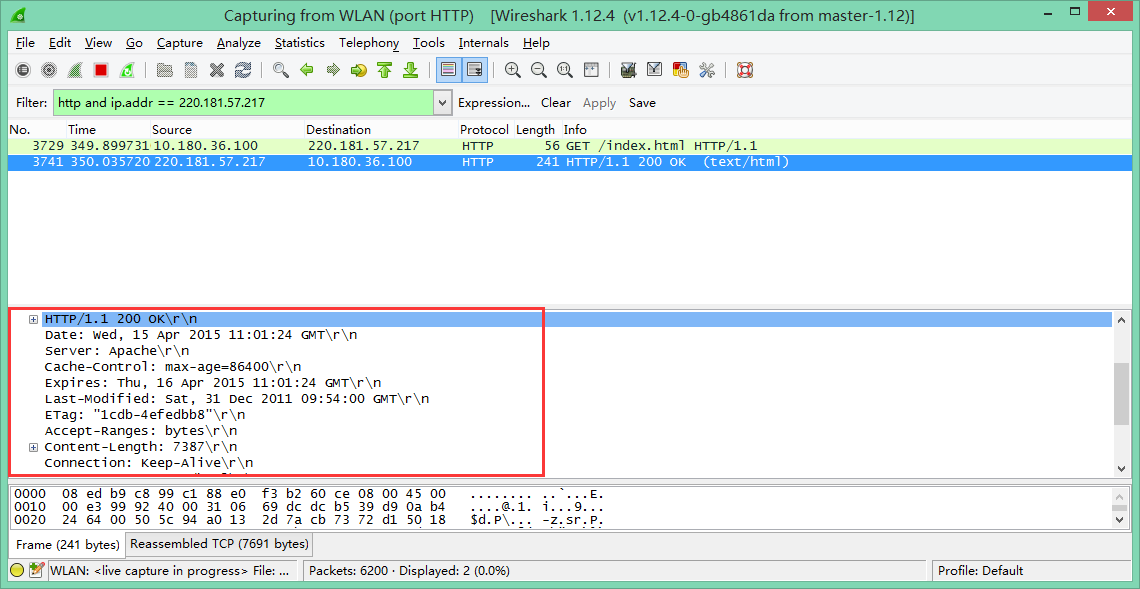 Capturing from WLAN (port HTTP)    [Wireshark 1.12.4  (v1.12.4-0-gb4861da from master-1.12)]
File Edit View Go Capture Analyze Statistics Telephony Tools Internals Help
Filter: http and ip.addr == 220.181.57.217 Expression... Clear Apply Save
No. Time Source Destination Protocol Length Info
3729 349.899731 10.180.36.100 220.181.57.217 HTTP 56 GET /index.html HTTP/1.1
3741 350.035720 220.181.57.217 10.180.36.100 HTTP 241 HTTP/1.1 200 OK  (text/html)
HTTP/1.1 200 OK\r\n
Date: Wed, 15 Apr 2015 11:01:24 GMT\r\n
Server: Apache\r\n
Cache-Control: max-age=86400\r\n
Expires: Thu, 16 Apr 2015 11:01:24 GMT\r\n
Last-Modified: Sat, 31 Dec 2011 09:54:00 GMT\r\n
ETag: "1cdb-4efedbb8"\r\n
Accept-Ranges: bytes\r\n
Content-Length: 7387\r\n
Connection: Keep-Alive\r\n
0000  08 ed b9 c8 99 c1 88 e0  f3 b2 60 ce 08 00 45 00   ........ ..`...E.
0010  00 e3 99 92 40 00 31 06  69 dc dc b5 39 d9 0a b4   ....@.1. i...9...
0020  24 64 00 50 5c 94 a0 13  2d 7a cb 73 72 d1 50 18   $d.P\... -z.sr.P.
Frame (241 bytes) Reassembled TCP (7691 bytes)
WLAN: <live capture in progress> File: ... Packets: 6200 · Displayed: 2 (0.0%) Profile: Default